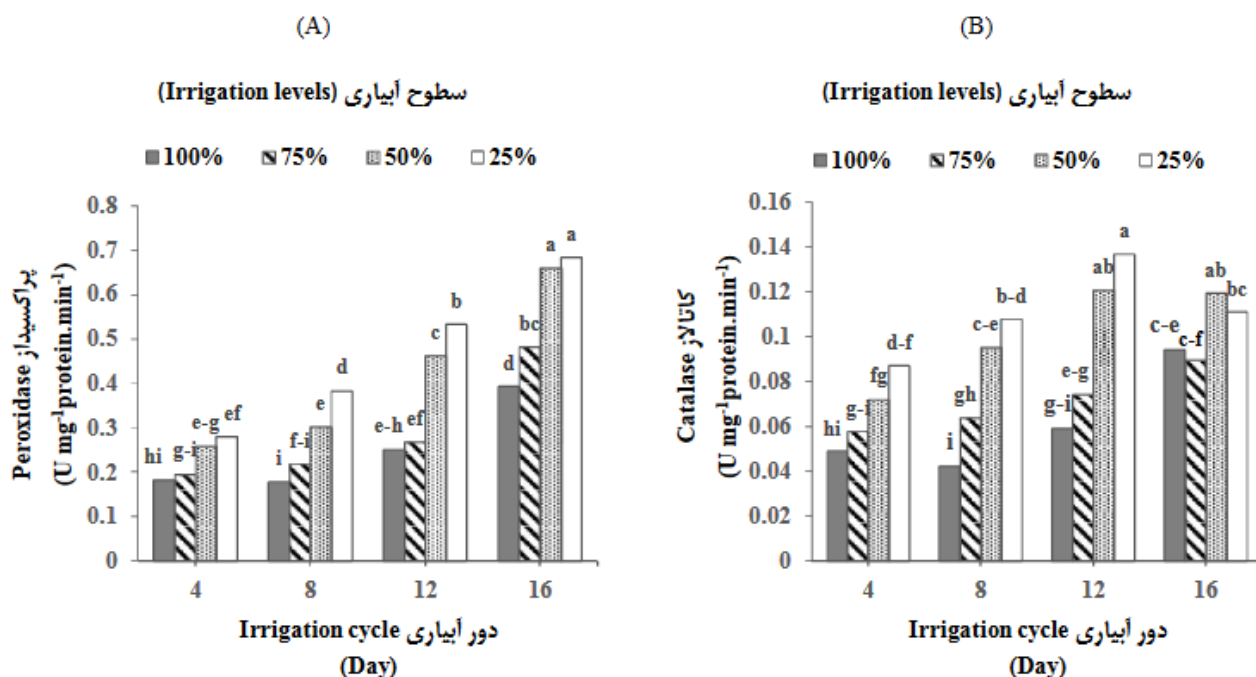 (A)
سطوح آبیاری (Irrigation levels)
100% 75% 50% 25%
پراکسیداز Peroxidase
(U mg⁻¹protein.min⁻¹)
0.8
0.7
0.6
0.5
0.4
0.3
0.2
0.1
0
hi g-i e-g ef
i f-i e d
e-h ef c b
d bc a a
4 8 12 16
دور آبیاری Irrigation cycle
(Day)
(B)
سطوح آبیاری (Irrigation levels)
100% 75% 50% 25%
کاتالاز Catalase
(U mg⁻¹protein.min⁻¹)
0.16
0.14
0.12
0.1
0.08
0.06
0.04
0.02
0
hi g-i fg d-f
i gh c-e b-d
g-i e-g ab a
c-e c-f ab bc
4 8 12 16
دور آبیاری Irrigation cycle
(Day)